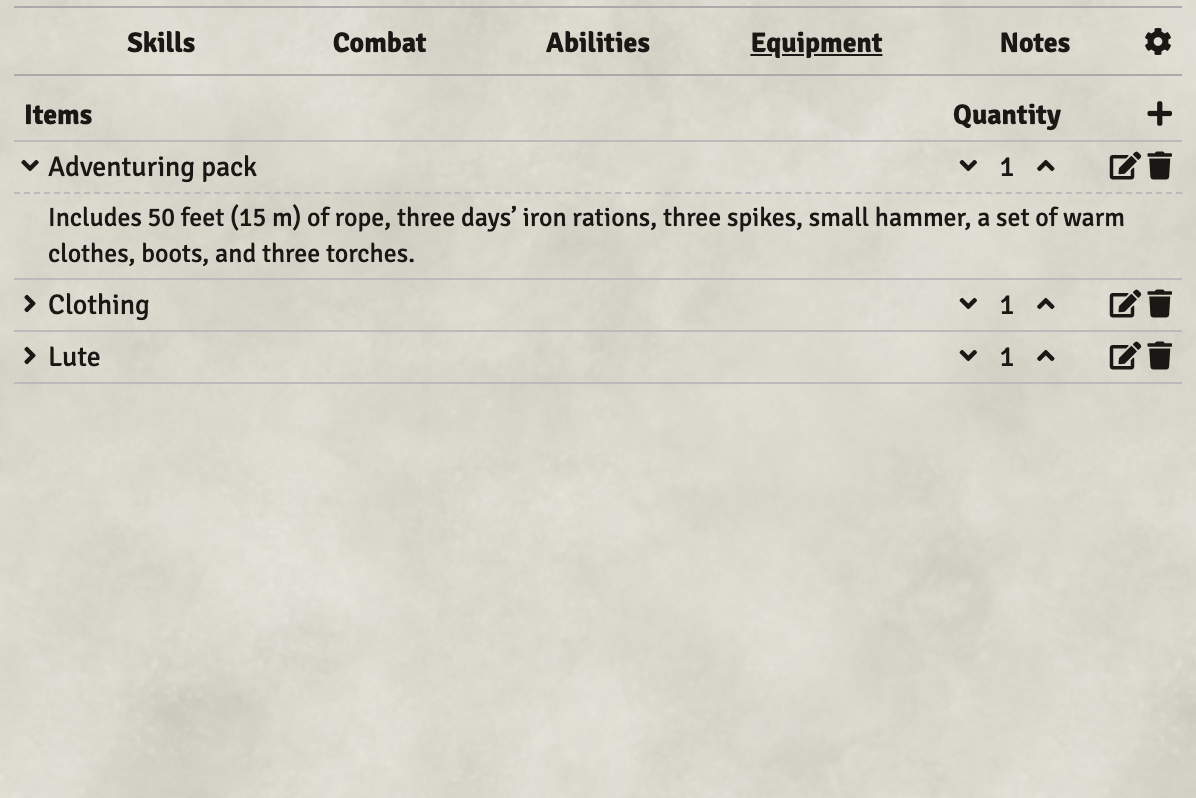 Skills Combat Abilities Equipment Notes
Items Quantity
Adventuring pack 1
Includes 50 feet (15 m) of rope, three days’ iron rations, three spikes, small hammer, a set of warm
clothes, boots, and three torches.
Clothing 1
Lute 1